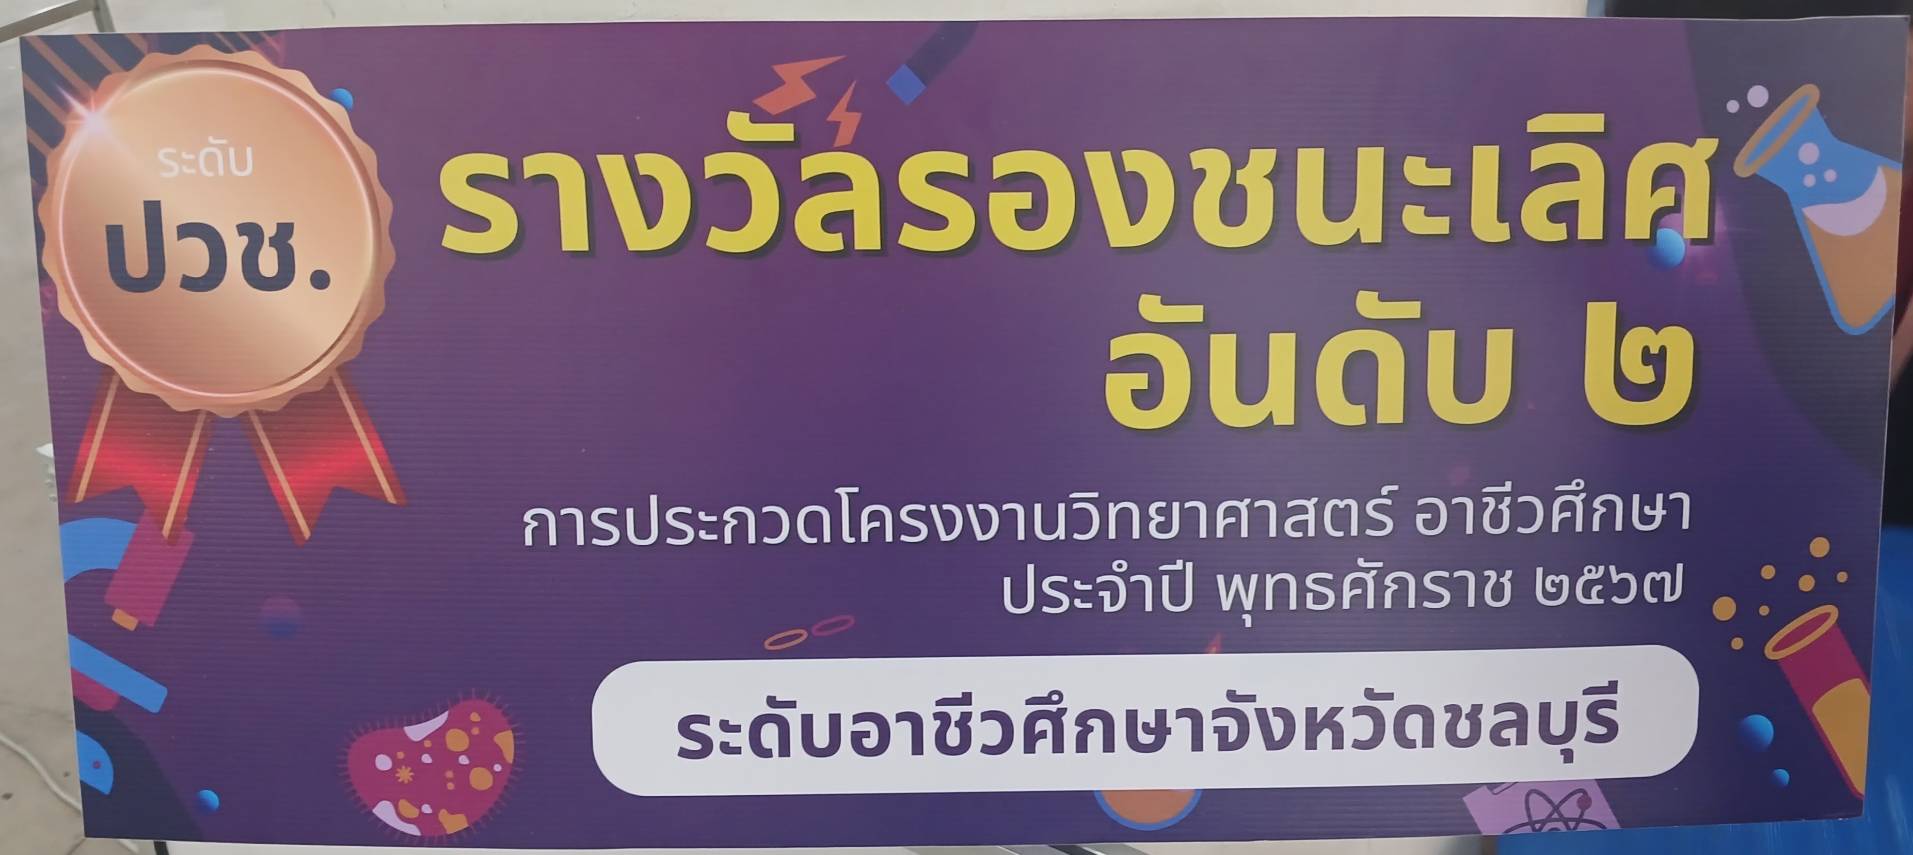 ระดับ
ปวช.
รางวัลรองชนะเลิศ
อันดับ ๒
การประกวดโครงงานวิทยาศาสตร์ อาชีวศึกษา
ประจำปี พุทธศักราช ๒๕๖๗
ระดับอาชีวศึกษาจังหวัดชลบุรี